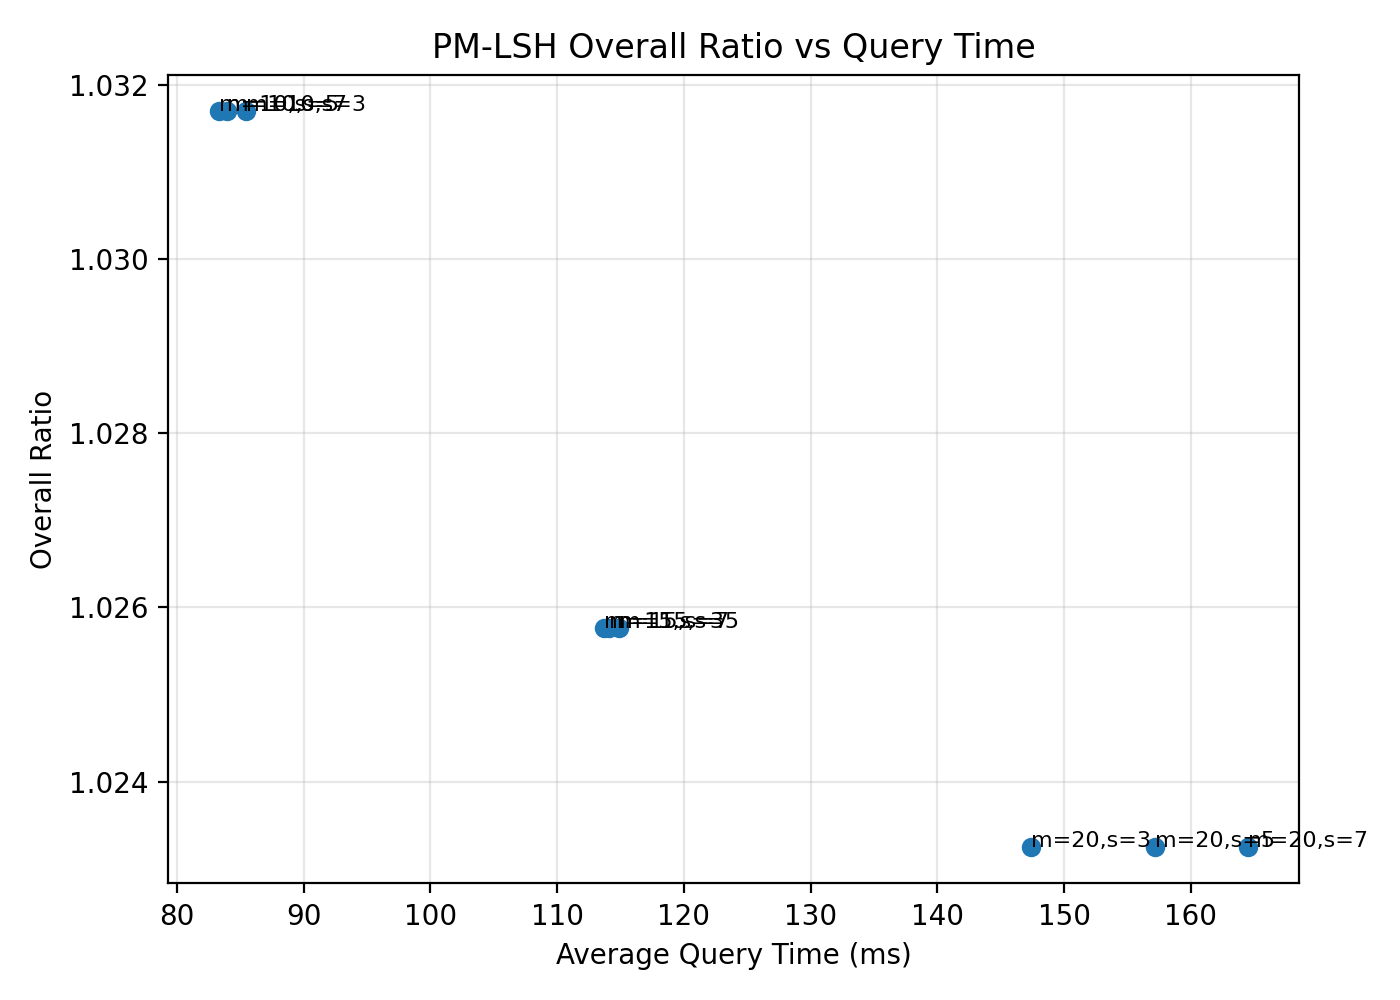 PM-LSH Overall Ratio vs Query Time
1.032
1.030
1.028
1.026
1.024
Overall Ratio
m=20,s=3
m=20,s=5
m=20,s=7
80 90 100 110 120 130 140 150 160
Average Query Time (ms)